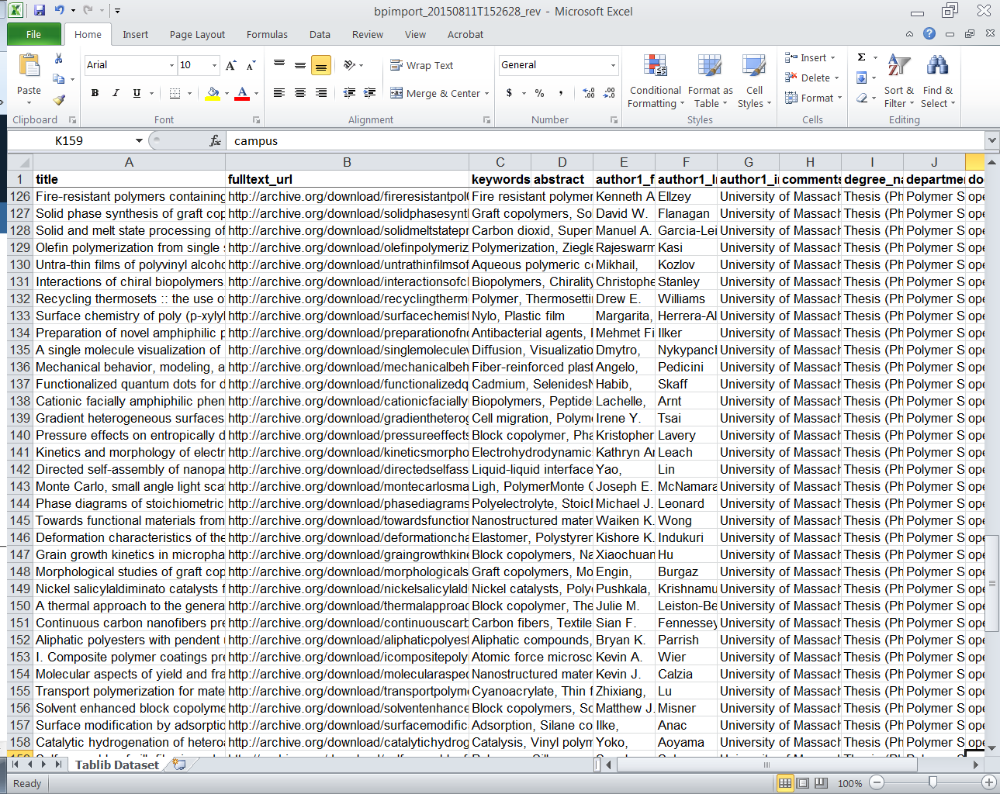 bpimport_20150811T152628_rev - Microsoft Excel
File Home Insert Page Layout Formulas Data Review View Acrobat
Arial 10 Wrap Text General Insert
Paste Conditional Format as Cell Delete Sort & Find &
B I U Merge & Center $ % , Formatting Table Styles Format Filter Select
Clipboard Font Alignment Number Styles Cells Editing
K159 fx campus
A B C D E F G H I J
1 title fulltext_url keywords abstract author1_f author1_l author1_i comments degree_na departme do
126 Fire-resistant polymers containing http://archive.org/download/fireresistantpol Fire resistant polymer Kenneth A Ellzey University of Massach Thesis (Ph Polymer S ope
127 Solid phase synthesis of graft cop http://archive.org/download/solidphasesynt Graft copolymers, So David W. Flanagan University of Massach Thesis (Ph Polymer S ope
128 Solid and melt state processing of http://archive.org/download/solidmeltstatepr Carbon dioxid, Super Manuel A. Garcia-Lei University of Massach Thesis (Ph Polymer S ope
129 Olefin polymerization from single s http://archive.org/download/olefinpolymeriz Polymerization, Ziegle Rajeswarm Kasi University of Massach Thesis (Ph Polymer S ope
130 Untra-thin films of polyvinyl alcoho http://archive.org/download/untrathinfilmsof Aqueous polymeric co Mikhail, Kozlov University of Massach Thesis (Ph Polymer S ope
131 Interactions of chiral biopolymers http://archive.org/download/interactionsofcl Biopolymers, Chirality Christophe Stanley University of Massach Thesis (Ph Polymer S ope
132 Recycling thermosets :: the use of http://archive.org/download/recyclingtherm Polymer, Thermosetti Drew E. Williams University of Massach Thesis (Ph Polymer S ope
133 Surface chemistry of poly (p-xylyl http://archive.org/download/surfacechemist Nylo, Plastic film Margarita, Herrera-Al University of Massach Thesis (Ph Polymer S ope
134 Preparation of novel amphiphilic p http://archive.org/download/preparationofno Antibacterial agents, I Mehmet Fi Ilker University of Massach Thesis (Ph Polymer S ope
135 A single molecule visualization of http://archive.org/download/singlemolecule Diffusion, Visualizatio Dmytro, Nykypancl University of Massach Thesis (Ph Polymer S ope
136 Mechanical behavior, modeling, a http://archive.org/download/mechanicalbeh Fiber-reinforced plast Angelo, Pedicini University of Massach Thesis (Ph Polymer S ope
137 Functionalized quantum dots for d http://archive.org/download/functionalizedq Cadmium, SelenidesN Habib, Skaff University of Massach Thesis (Ph Polymer S ope
138 Cationic facially amphiphilic phen http://archive.org/download/cationicfacially Biopolymers, Peptide Lachelle, Arnt University of Massach Thesis (Ph Polymer S ope
139 Gradient heterogeneous surfaces http://archive.org/download/gradientheterog Cell migration, Polym Irene Y. Tsai University of Massach Thesis (Ph Polymer S ope
140 Pressure effects on entropically d http://archive.org/download/pressureeffects Block copolymer, Pha Kristopher Lavery University of Massach Thesis (Ph Polymer S ope
141 Kinetics and morphology of electr http://archive.org/download/kineticsmorpho Electrohydrodynamic Kathryn Ar Leach University of Massach Thesis (Ph Polymer S ope
142 Directed self-assembly of nanopa http://archive.org/download/directedselfass Liquid-liquid interface Yao, Lin University of Massach Thesis (Ph Polymer S ope
143 Monte Carlo, small angle light sca http://archive.org/download/montecarlosma Ligh, PolymerMonte C Joseph E. McNamara University of Massach Thesis (Ph Polymer S ope
144 Phase diagrams of stoichiometric http://archive.org/download/phasediagrams Polyelectrolyte, Stoicl Michael J. Leonard University of Massach Thesis (Ph Polymer S ope
145 Towards functional materials from http://archive.org/download/towardsfunction Nanostructured mater Waiken K. Wong University of Massach Thesis (Ph Polymer S ope
146 Deformation characteristics of the http://archive.org/download/deformationcha Elastomer, Polystyren Kishore K. Indukuri University of Massach Thesis (Ph Polymer S ope
147 Grain growth kinetics in micropha http://archive.org/download/graingrowthkine Block copolymers, Na Xiaochuan Hu University of Massach Thesis (Ph Polymer S ope
148 Morphological studies of graft cop http://archive.org/download/morphologicals Graft copolymers, Mo Engin, Burgaz University of Massach Thesis (Ph Polymer S ope
149 Nickel salicylaldiminato catalysts f http://archive.org/download/nickelsalicylald Nickel catalysts, Poly Pushkala, Krishnamu University of Massach Thesis (Ph Polymer S ope
150 A thermal approach to the genera http://archive.org/download/thermalapproac Block copolymer, The Julie M. Leiston-Be University of Massach Thesis (Ph Polymer S ope
151 Continuous carbon nanofibers pre http://archive.org/download/continuouscarb Carbon fibers, Textile Sian F. Fennessey University of Massach Thesis (Ph Polymer S ope
152 Aliphatic polyesters with pendent http://archive.org/download/aliphaticpolyest Aliphatic compounds, Bryan K. Parrish University of Massach Thesis (Ph Polymer S ope
153 I. Composite polymer coatings pre http://archive.org/download/icompositepoly Atomic force microsc Kevin A. Wier University of Massach Thesis (Ph Polymer S ope
154 Molecular aspects of yield and fra http://archive.org/download/molecularaspec Nanostructured mater Kevin J. Calzia University of Massach Thesis (Ph Polymer S ope
155 Transport polymerization for mate http://archive.org/download/transportpolym Cyanoacrylate, Thin f Zhixiang, Lu University of Massach Thesis (Ph Polymer S ope
156 Solvent enhanced block copolyme http://archive.org/download/solventenhance Block copolymers, Sc Matthew J. Misner University of Massach Thesis (Ph Polymer S ope
157 Surface modification by adsorptio http://archive.org/download/surfacemodific Adsorption, Silane co Ilke, Anac University of Massach Thesis (Ph Polymer S ope
158 Catalytic hydrogenation of heteroa http://archive.org/download/catalytichydrog Catalysis, Vinyl polym Yoko, Aoyama University of Massach Thesis (Ph Polymer S ope
Tablib Dataset
Ready 100%